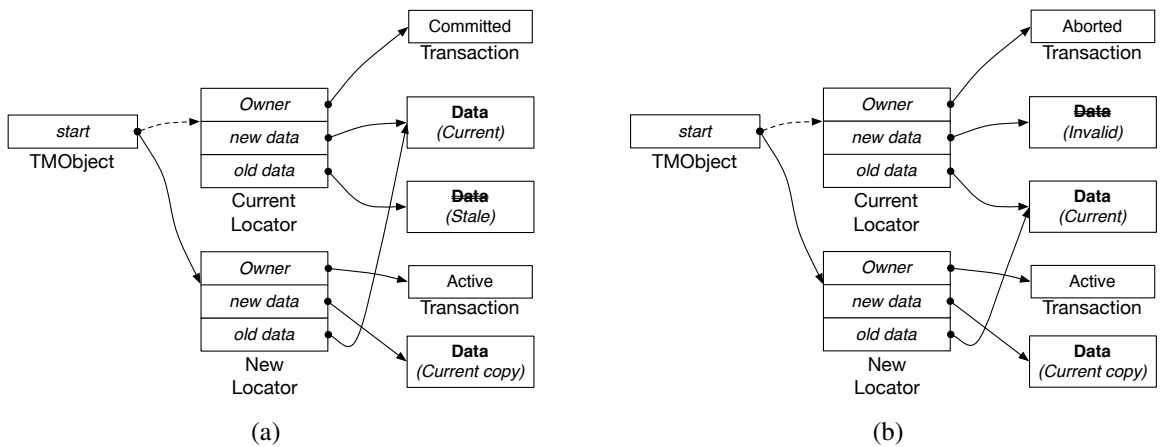 Committed
Transaction
Owner
new data
old data
Current
Locator
start
TMObject
Data
(Current)
Data
(Stale)
Owner
new data
old data
New
Locator
Active
Transaction
Data
(Current copy)
(a)
Aborted
Transaction
Owner
new data
old data
Current
Locator
start
TMObject
Data
(Invalid)
Data
(Current)
Owner
new data
old data
New
Locator
Active
Transaction
Data
(Current copy)
(b)